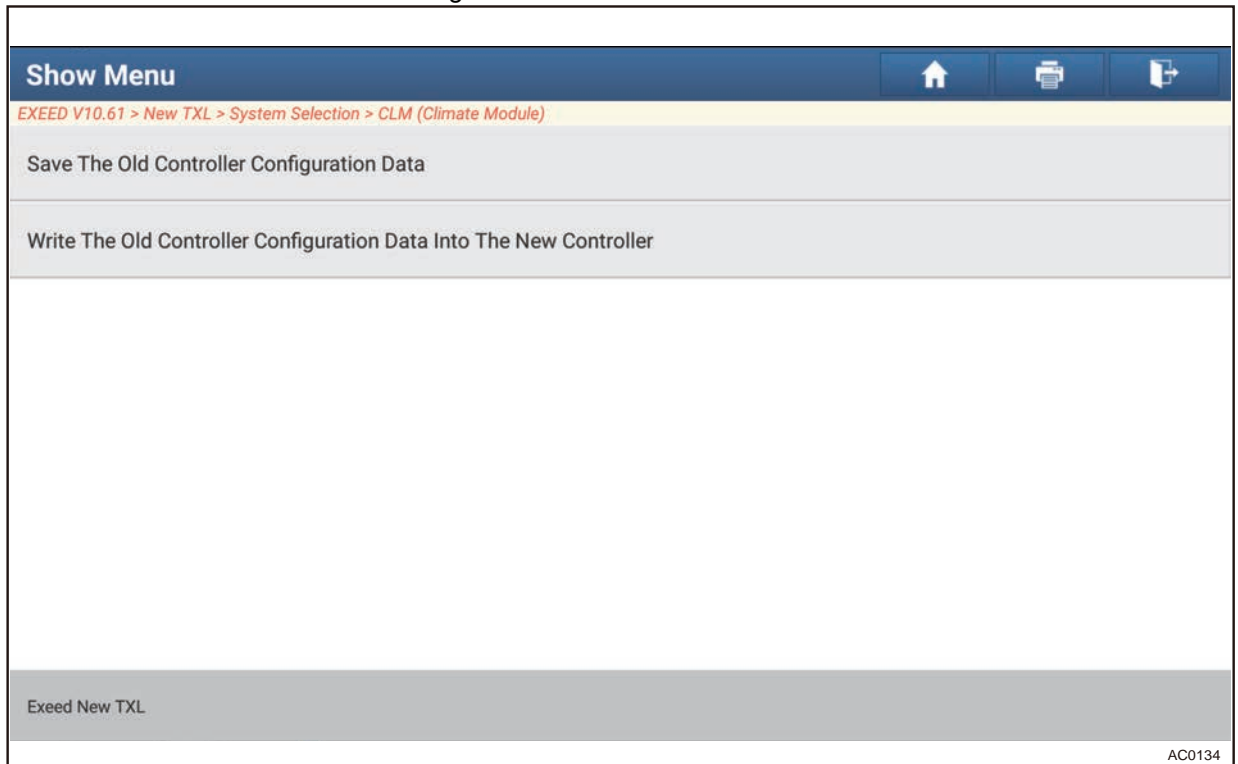 Show Menu
EXEED V10.61 > New TXL > System Selection > CLM (Climate Module)
Save The Old Controller Configuration Data
Write The Old Controller Configuration Data Into The New Controller
Exeed New TXL
AC0134